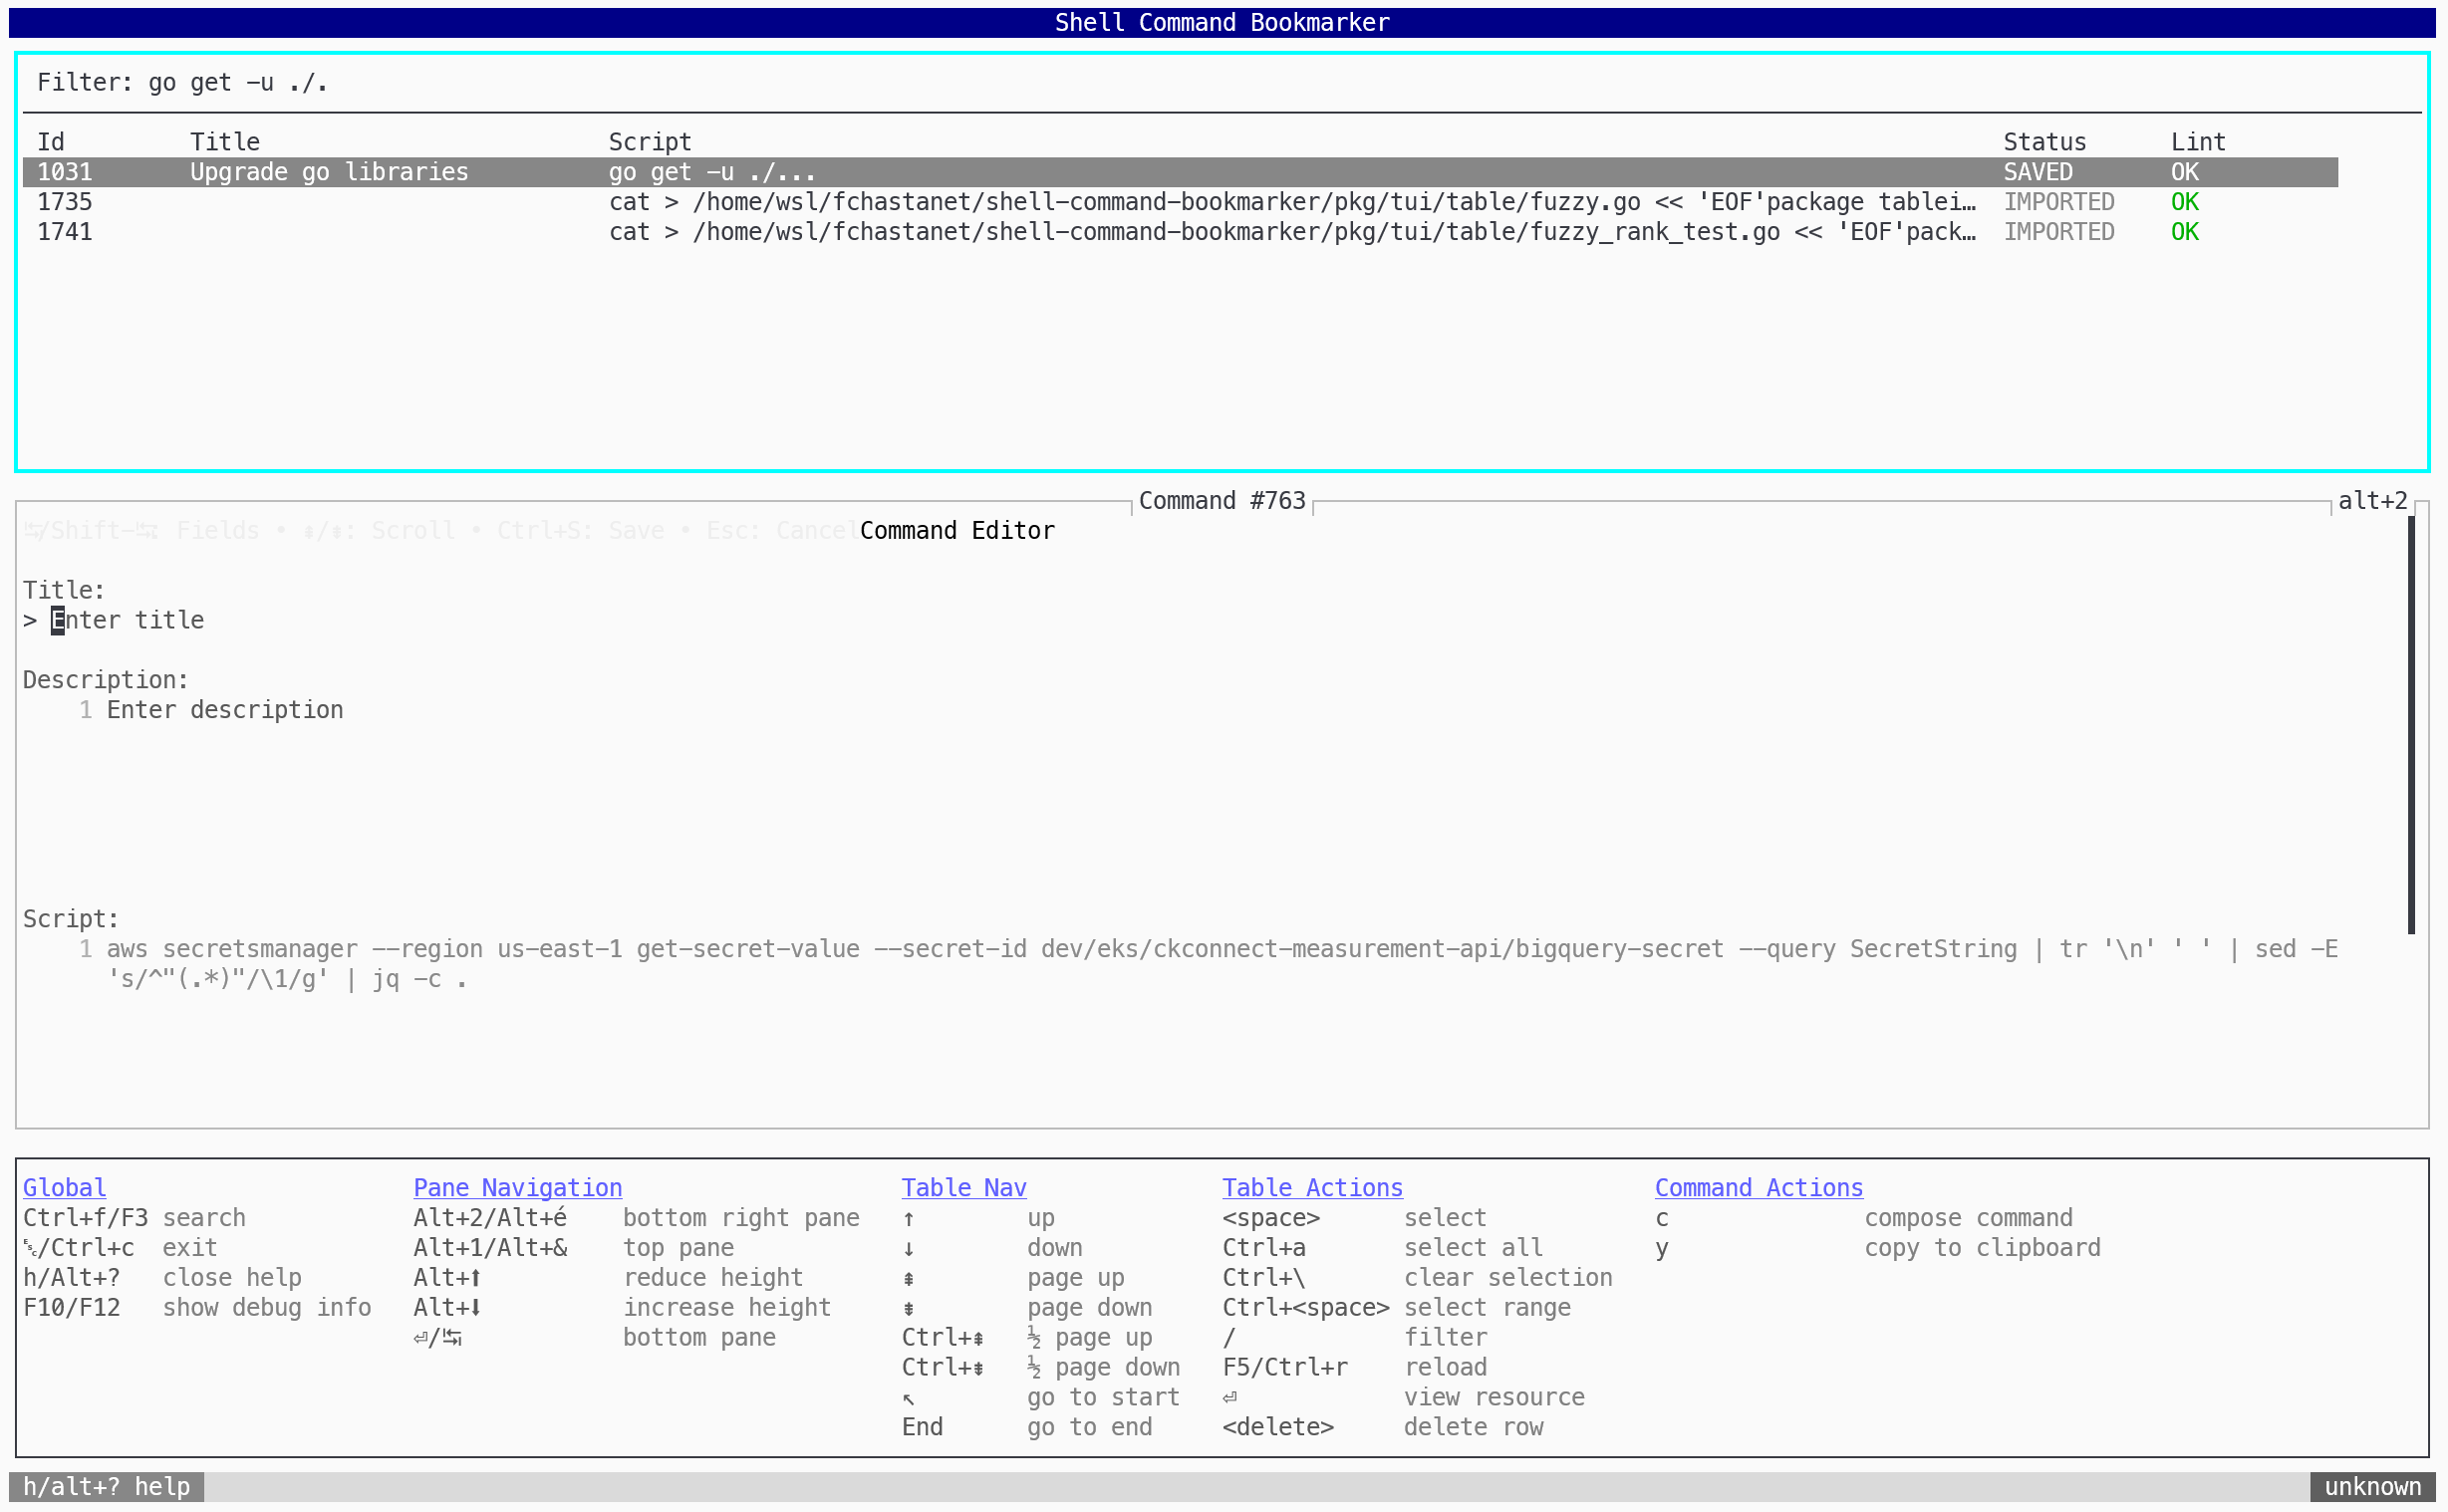 Shell Command Bookmarker
Filter: go get -u ./.
Id Title Script Status Lint
1031 Upgrade go libraries go get -u ./... SAVED OK
1735 cat > /home/wsl/fchastanet/shell-command-bookmarker/pkg/tui/table/fuzzy.go << 'EOF'package tablei… IMPORTED OK
1741 cat > /home/wsl/fchastanet/shell-command-bookmarker/pkg/tui/table/fuzzy_rank_test.go << 'EOF'pack… IMPORTED OK
Command #763 alt+2
↹/Shift-↹ Fields • ⇞/⇟: Scroll • Ctrl+S: Save • Esc: CancelCommand Editor
Title:
> Enter title
Description:
1 Enter description
Script:
1 aws secretsmanager --region us-east-1 get-secret-value --secret-id dev/eks/ckconnect-measurement-api/bigquery-secret --query SecretString | tr '\n' ' ' | sed -E
's/^"(.*)"/\1/g' | jq -c .
Global Pane Navigation Table Nav Table Actions Command Actions
Ctrl+f/F3 search Alt+2/Alt+é bottom right pane ↑ up <space> select c compose command
␛/Ctrl+c exit Alt+1/Alt+& top pane ↓ down Ctrl+a select all y copy to clipboard
h/Alt+? close help Alt+⬆ reduce height ⇞ page up Ctrl+\ clear selection
F10/F12 show debug info Alt+⬇ increase height ⇟ page down Ctrl+<space> select range
⏎/↹ bottom pane Ctrl+⇞ ½ page up / filter
Ctrl+⇟ ½ page down F5/Ctrl+r reload
↖ go to start ⏎ view resource
End go to end <delete> delete row
h/alt+? help unknown